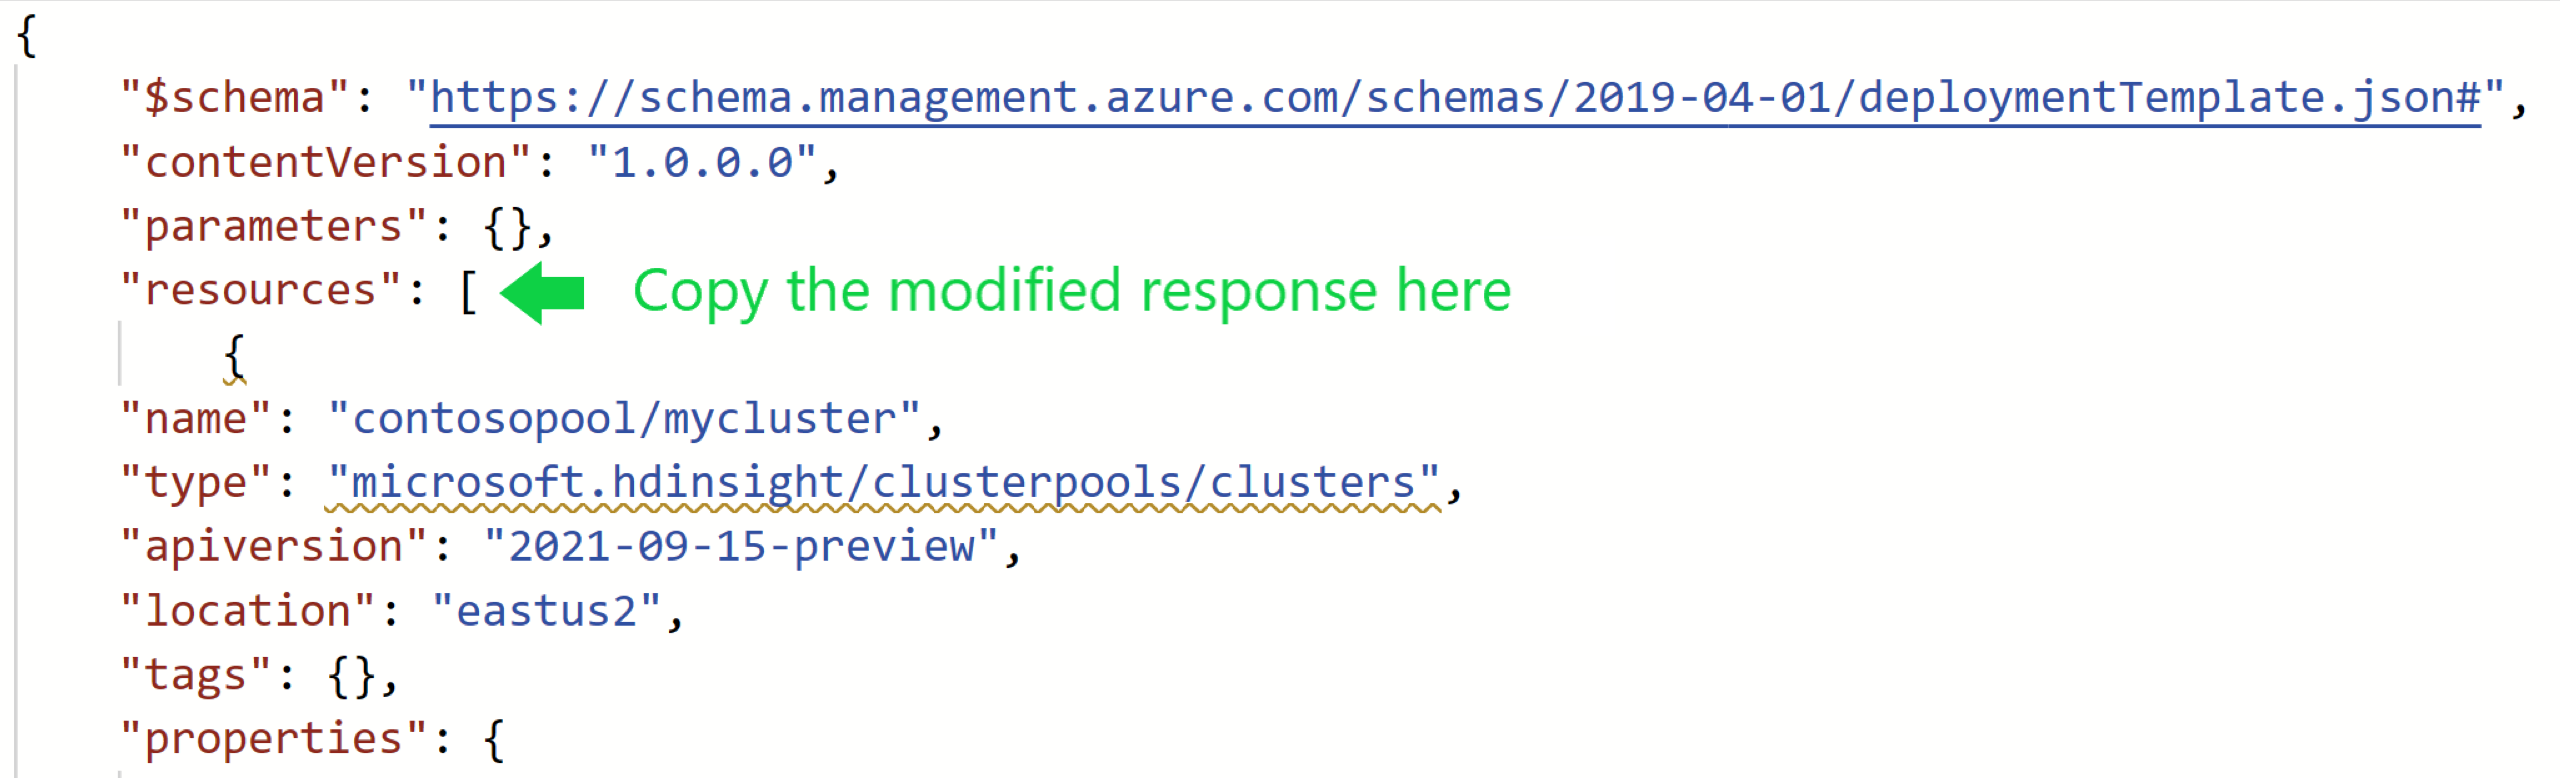 {
"$schema": "https://schema.management.azure.com/schemas/2019-04-01/deploymentTemplate.json#",
"contentVersion": "1.0.0.0",
"parameters": {},
"resources": [ Copy the modified response here
{
"name": "contosopool/mycluster",
"type": "microsoft.hdinsight/clusterpools/clusters",
"apiversion": "2021-09-15-preview",
"location": "eastus2",
"tags": {},
"properties": {